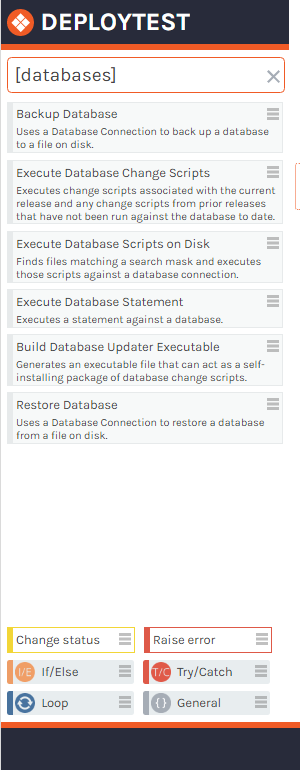 DEPLOYTEST
[databases]
Backup Database
Uses a Database Connection to back up a database
to a file on disk.
Execute Database Change Scripts
Executes change scripts associated with the current
release and any change scripts from prior releases
that have not been run against the database to date.
Execute Database Scripts on Disk
Finds files matching a search mask and executes
those scripts against a database connection.
Execute Database Statement
Executes a statement against a database.
Build Database Updater Executable
Generates an executable file that can act as a self-
installing package of database change scripts.
Restore Database
Uses a Database Connection to restore a database
from a file on disk.
Change status
Raise error
I/E If/Else
T/C Try/Catch
Loop
{} General